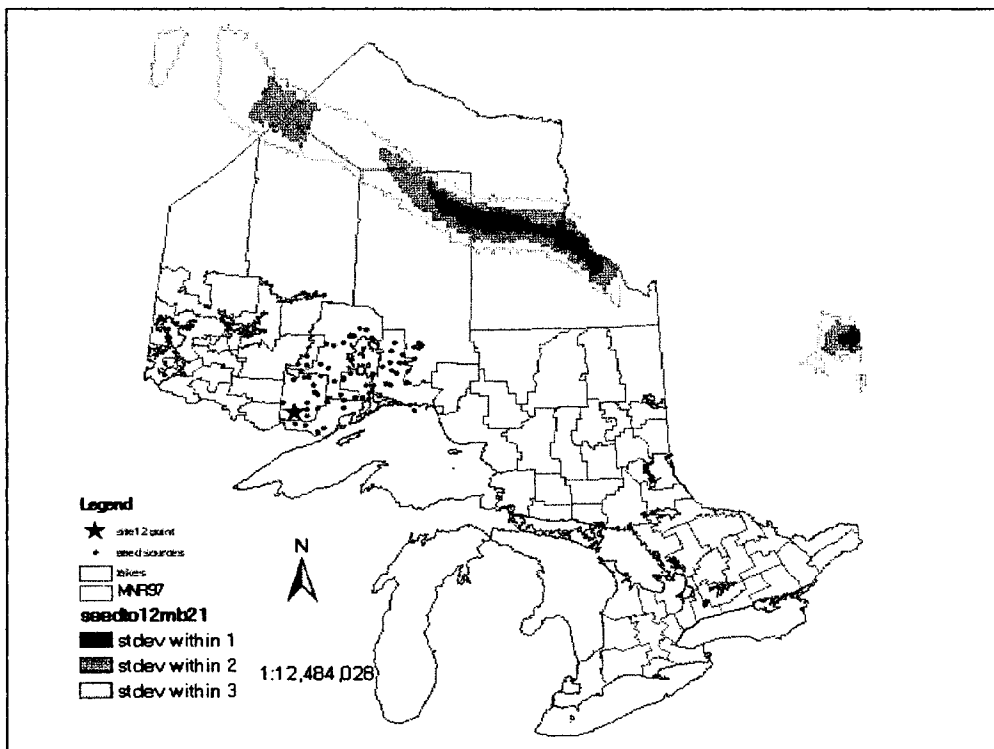 Legend
site12 point
seed sources
lakes
MNR97
seedto12mb21
stdev within 1
stdev within 2
stdev within 3
N
1:12,484,028